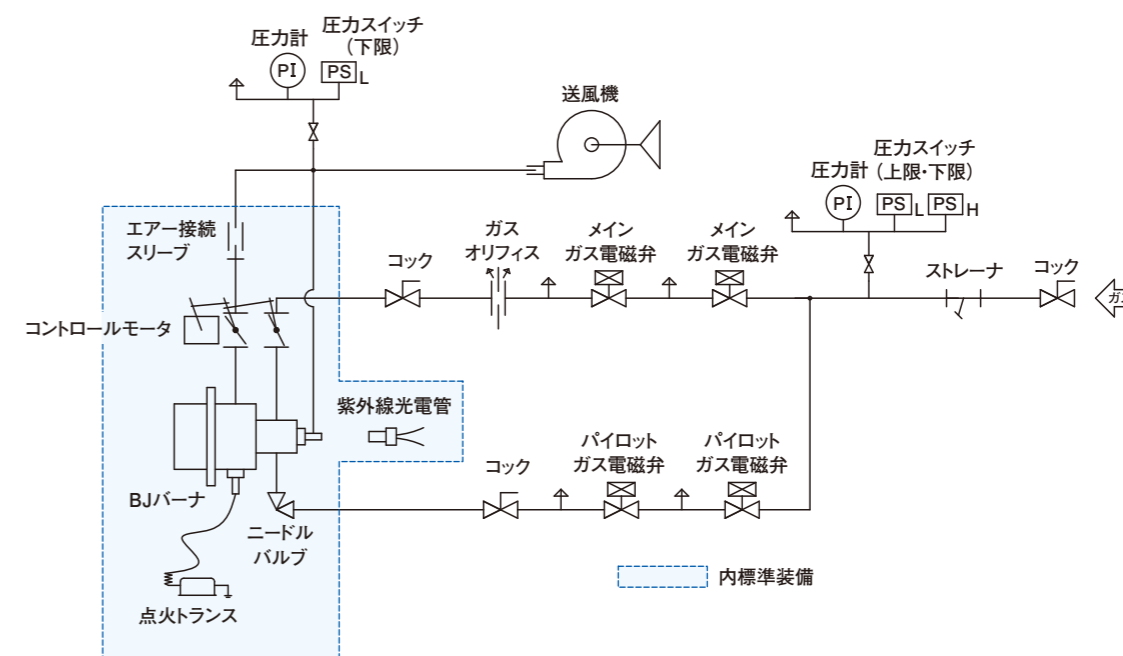 圧力計
PI
圧力スイッチ
（下限）
PS
L
送風機
圧力計
PI
圧力スイッチ
（上限・下限）
PS
L
PS
H
エアー接続
スリーブ
コック
ガス
オリフィス
メイン
ガス電磁弁
メイン
ガス電磁弁
ストレーナ
コック
コントロールモータ
紫外線光電管
BJバーナ
ニードル
バルブ
コック
パイロット
ガス電磁弁
パイロット
ガス電磁弁
点火トランス
内標準装備